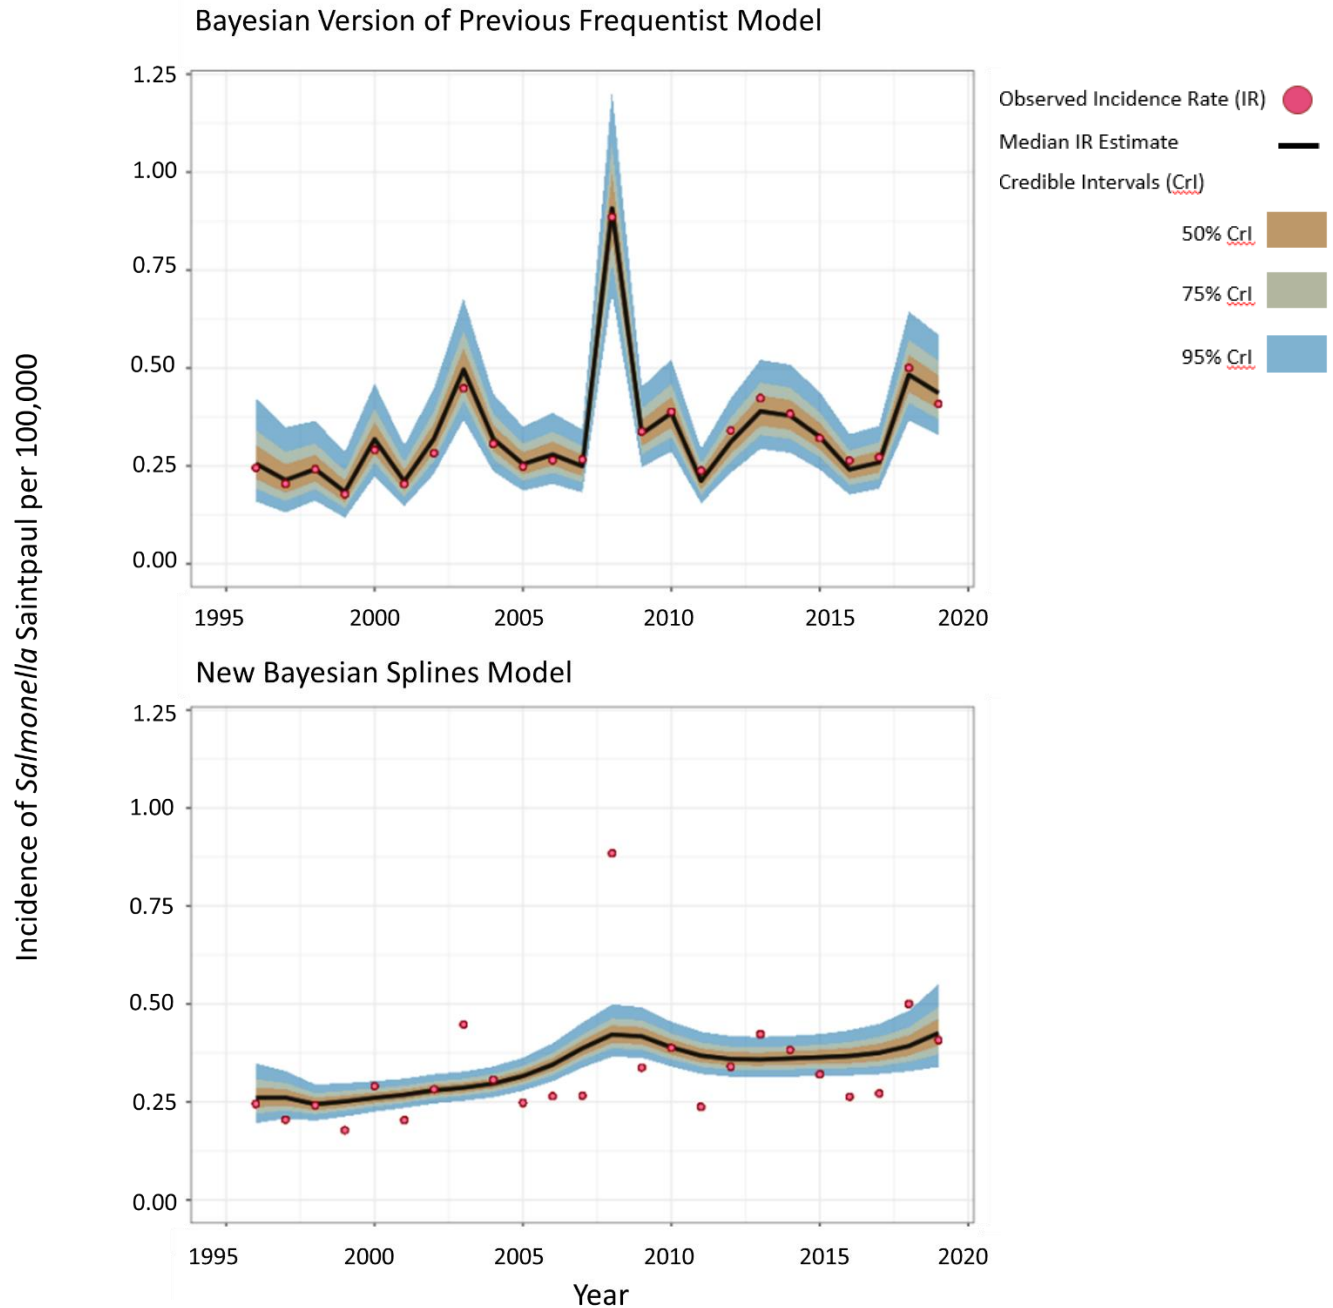 Bayesian Version of Previous Frequentist Model
1.25
1.00
0.75
0.50
0.25
0.00
1995 2000 2005 2010 2015 2020
Observed Incidence Rate (IR)
Median IR Estimate
Credible Intervals (CrI)
50% CrI
75% CrI
95% CrI
Incidence of Salmonella Saintpaul per 100,000
New Bayesian Splines Model
1.25
1.00
0.75
0.50
0.25
0.00
1995 2000 2005 2010 2015 2020
Year